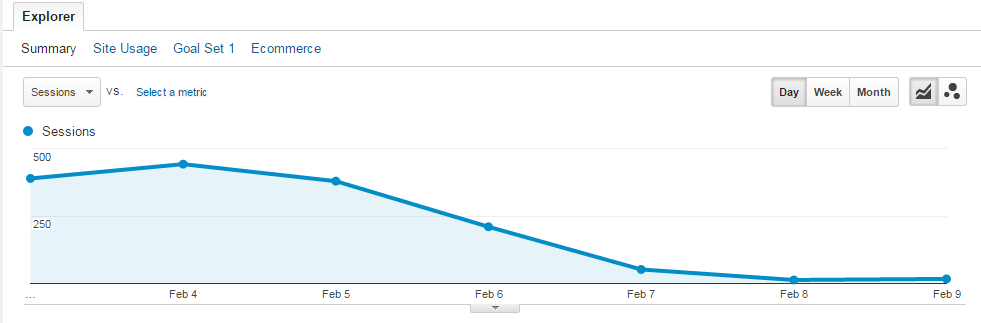 Explorer
Summary Site Usage Goal Set 1 Ecommerce
Sessions VS. Select a metric Day Week Month
Sessions
500
250
... Feb 4 Feb 5 Feb 6 Feb 7 Feb 8 Feb 9